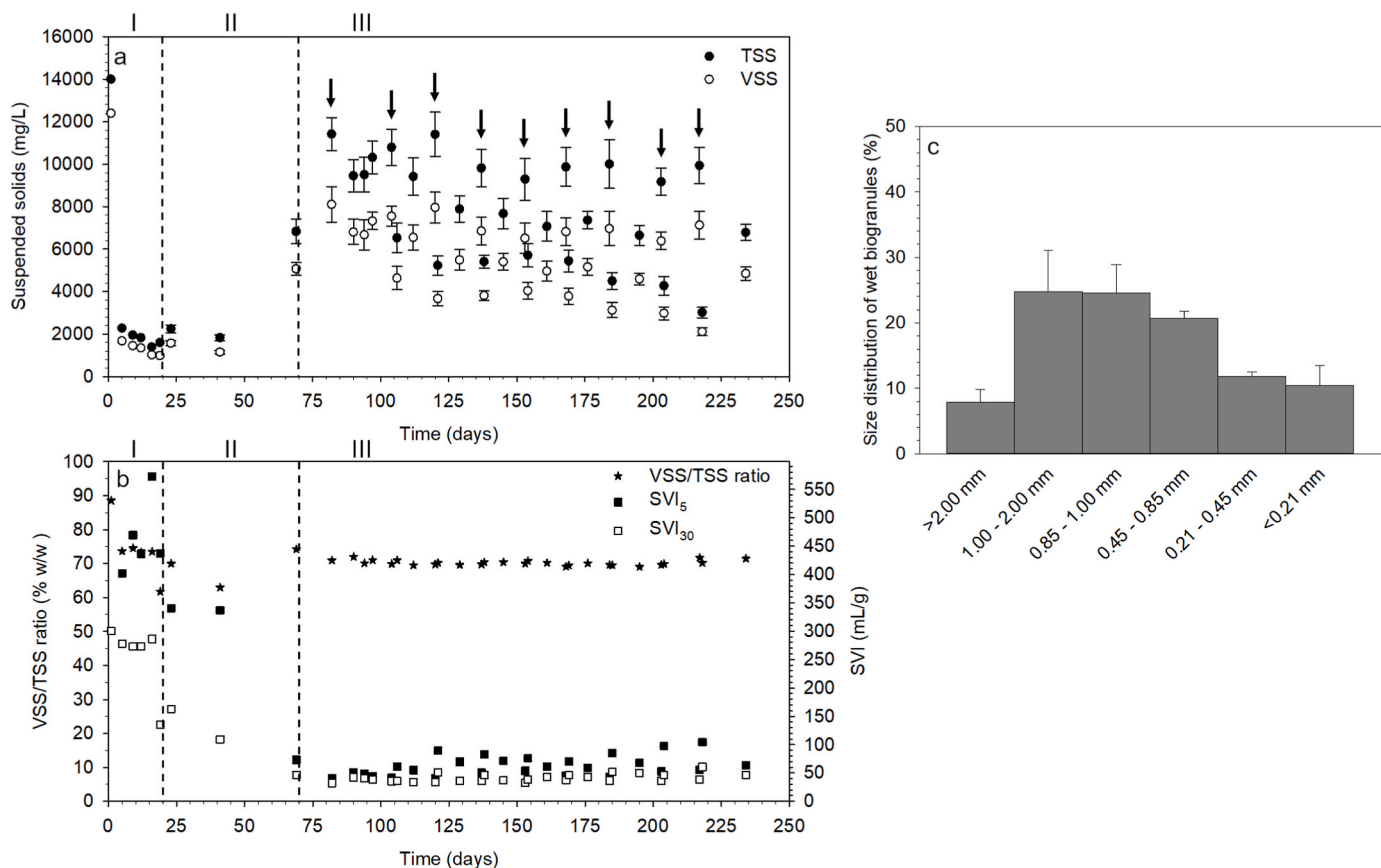 I II III
a
TSS
VSS
Suspended solids (mg/L)
16000
14000
12000
10000
8000
6000
4000
2000
0
0 25 50 75 100 125 150 175 200 225 250
Time (days)
I II III
b
VSS/TSS ratio
SVI5
SVI30
VSS/TSS ratio (% w/w)
100
90
80
70
60
50
40
30
20
10
0
SVI (mL/g)
550
500
450
400
350
300
250
200
150
100
50
0
0 25 50 75 100 125 150 175 200 225 250
Time (days)
c
Size distribution of wet biogranules (%)
50
40
30
20
10
0
>2.00 mm
1.00 - 2.00 mm
0.85 - 1.00 mm
0.45 - 0.85 mm
0.21 - 0.45 mm
<0.21 mm